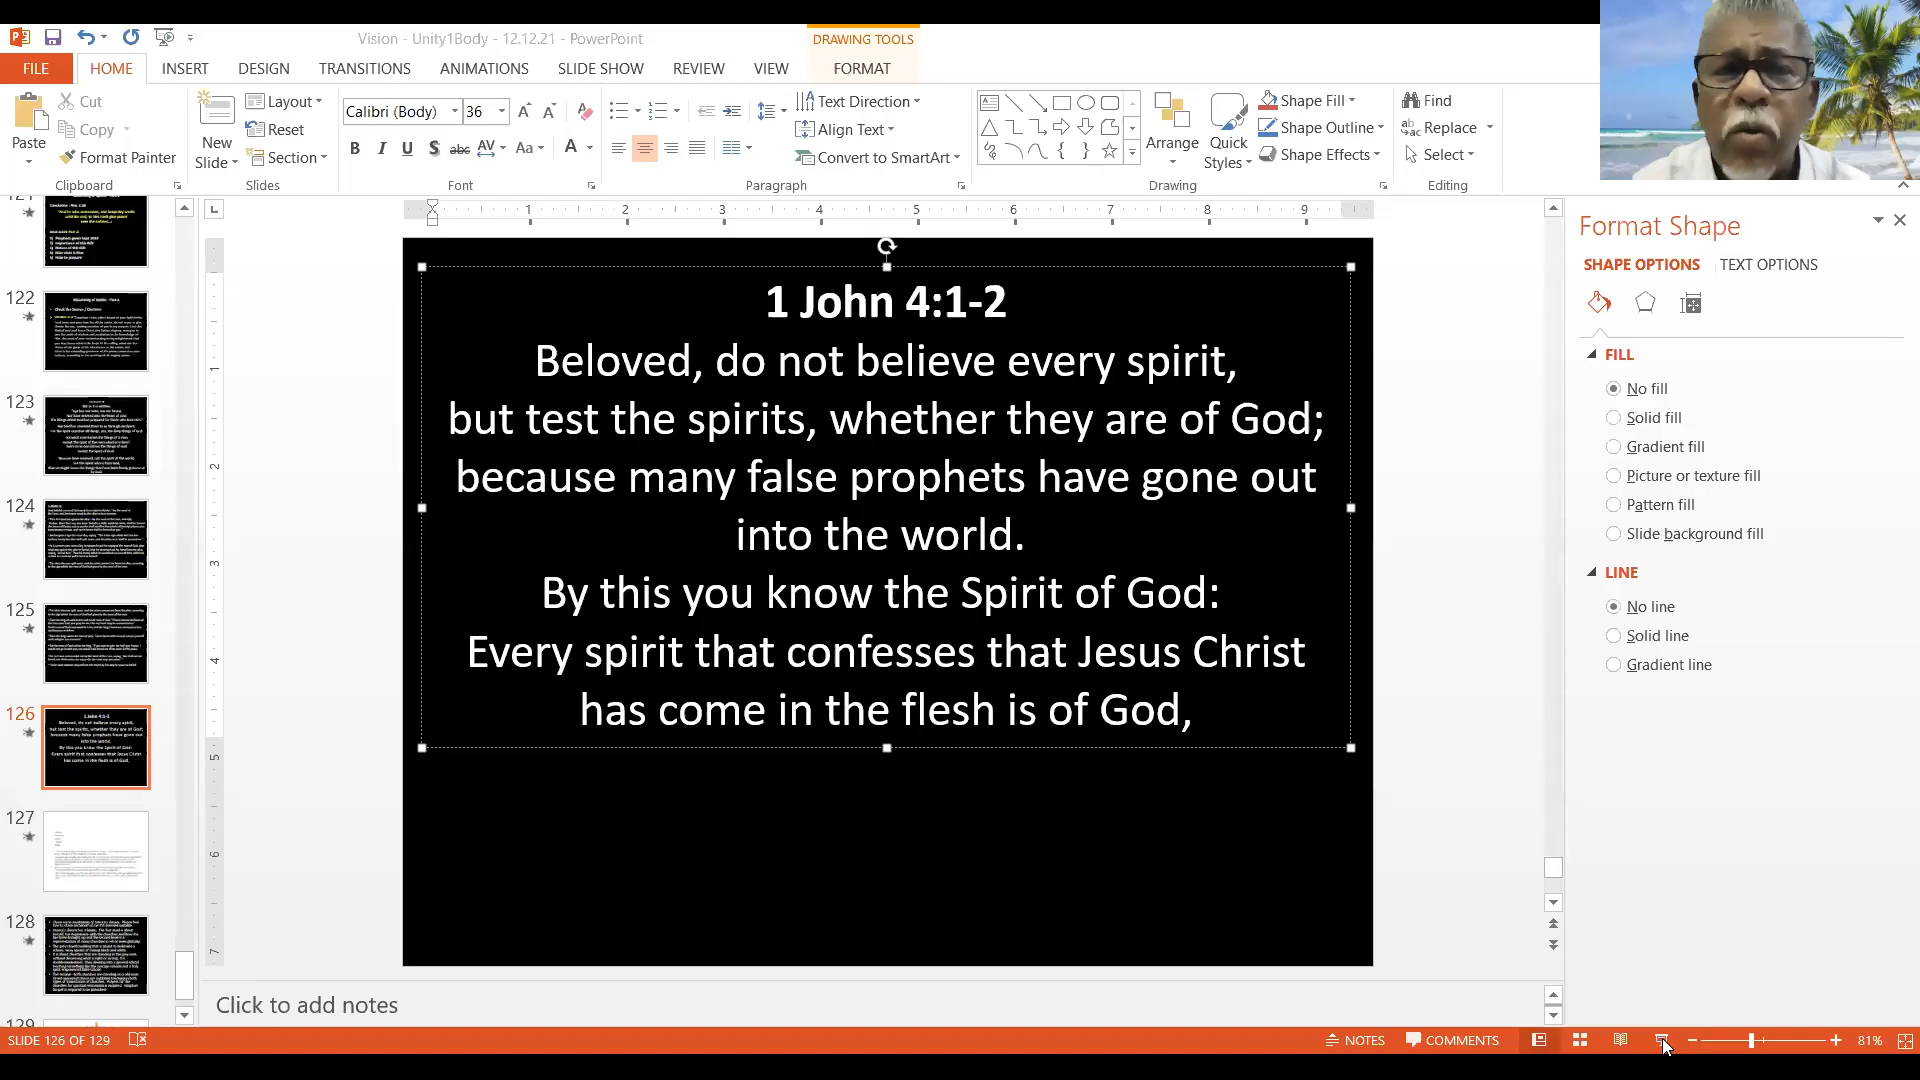 Vision - Unity1Body - 12.12.21 - PowerPoint
DRAWING TOOLS
FILE
HOME
INSERT
DESIGN
TRANSITIONS
ANIMATIONS
SLIDE SHOW
REVIEW
VIEW
FORMAT
Paste
Cut
Copy
Format Painter
Clipboard
New
Slide
Layout
Reset
Section
Slides
Calibri (Body)
36
Font
Text Direction
Align Text
Convert to SmartArt
Paragraph
Arrange
Quick
Styles
Shape Fill
Shape Outline
Shape Effects
Drawing
Find
Replace
Select
Editing
122
123
124
125
126
127
128
129
1 John 4:1-2
Beloved, do not believe every spirit,
but test the spirits, whether they are of God;
because many false prophets have gone out
into the world.
By this you know the Spirit of God:
Every spirit that confesses that Jesus Christ
has come in the flesh is of God,
Format Shape
SHAPE OPTIONS
TEXT OPTIONS
FILL
No fill
Solid fill
Gradient fill
Picture or texture fill
Pattern fill
Slide background fill
LINE
No line
Solid line
Gradient line
Click to add notes
SLIDE 126 OF 129
NOTES
COMMENTS
81%